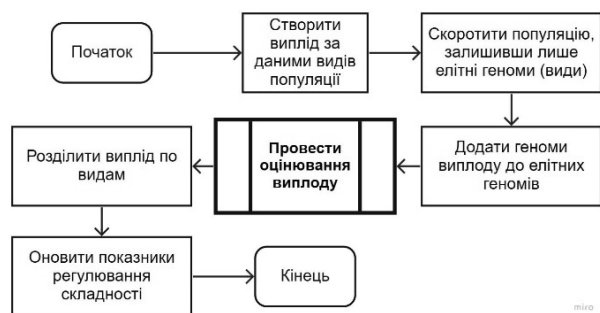 Початок
Створити
виплід за
даними видів
популяції
Скоротити популяцію,
залишивши лише
елітні геноми (види)
Додати геноми
виплоду до елітних
геномів
Провести
оцінювання
виплоду
Розділити виплід по
видам
Оновити показники
регулювання
складності
Кінець
miro